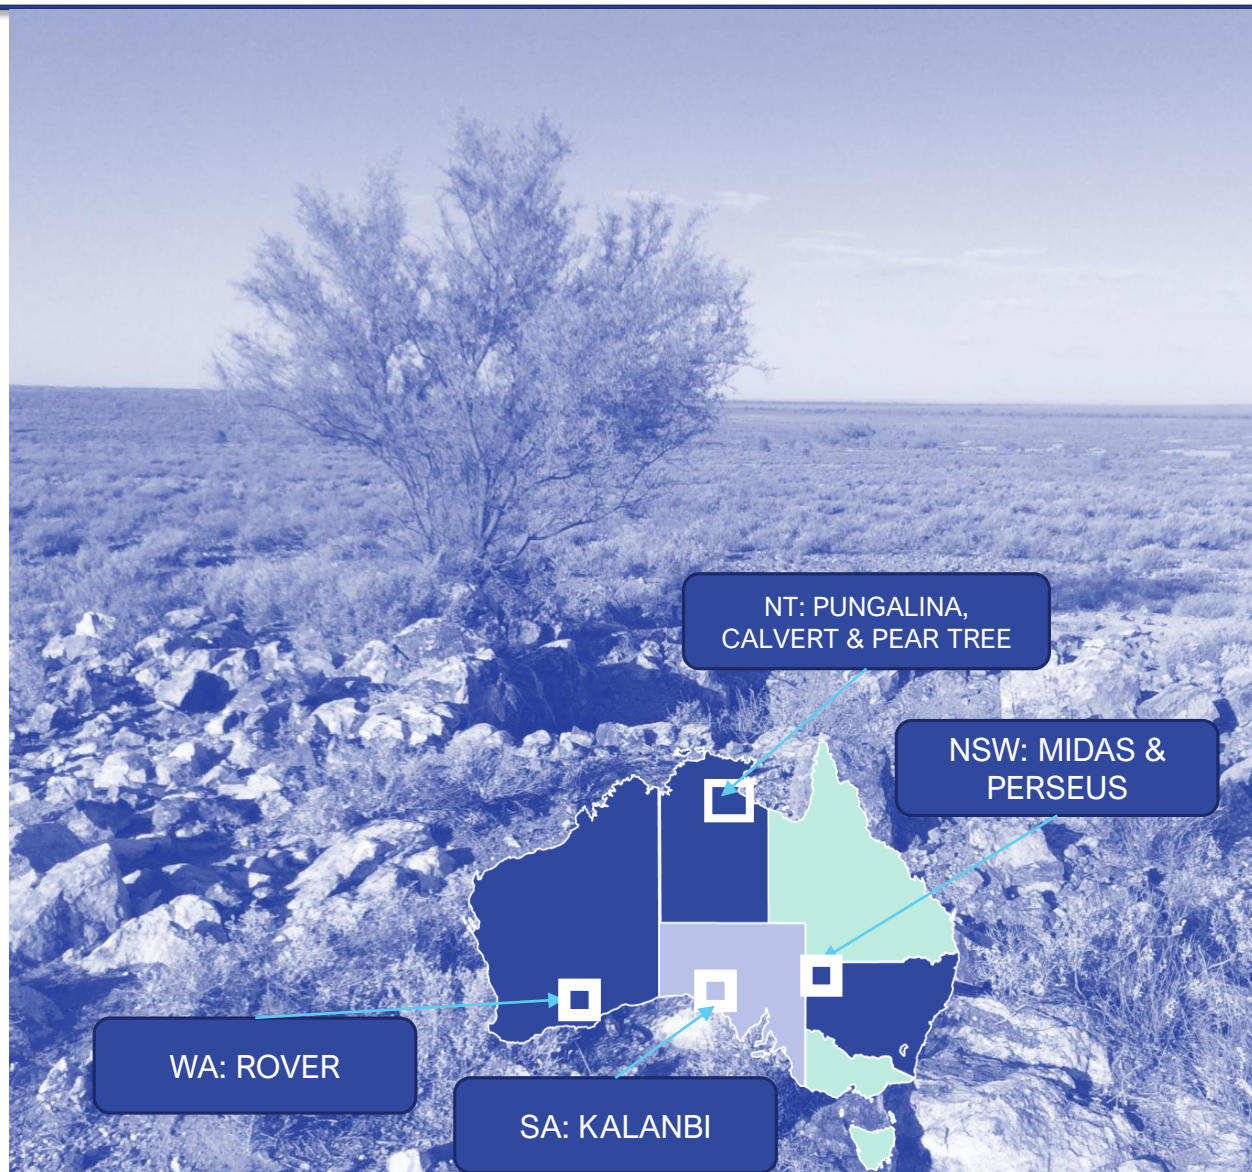 NT: PUNGALINA,
CALVERT & PEAR TREE
NSW: MIDAS &
PERSEUS
WA: ROVER
SA: KALANBI